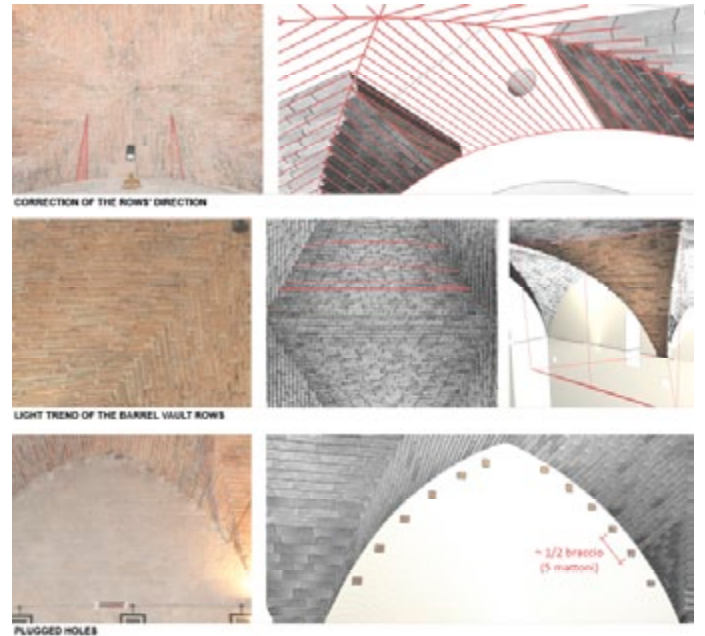 CORRECTION OF THE ROWS' DIRECTION
LIGHT TREND OF THE BARREL VAULT ROWS
≈ 1/2 braccio
(5 mattoni)
PLUGGED HOLES